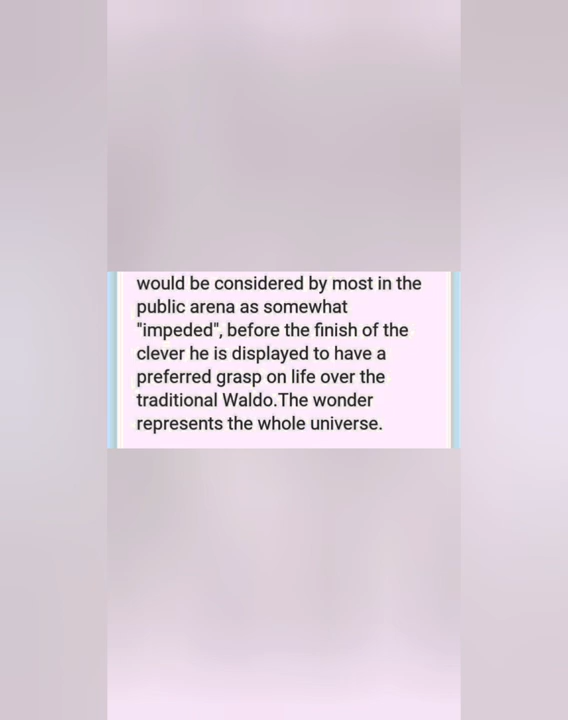 would be considered by most in the
public arena as somewhat
"impeded", before the finish of the
clever he is displayed to have a
preferred grasp on life over the
traditional Waldo.The wonder
represents the whole universe.